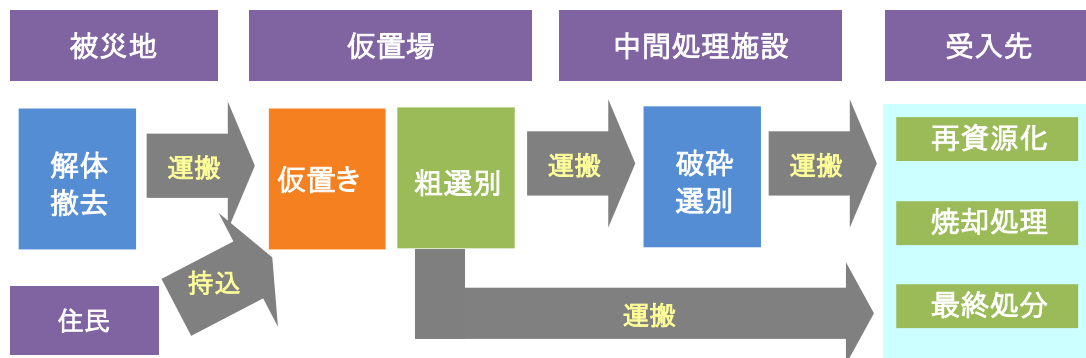 被災地
仮置場
中間処理施設
受入先
解体
撤去
運搬
仮置き
粗選別
運搬
破砕
選別
運搬
再資源化
焼却処理
最終処分
持込
住民
運搬